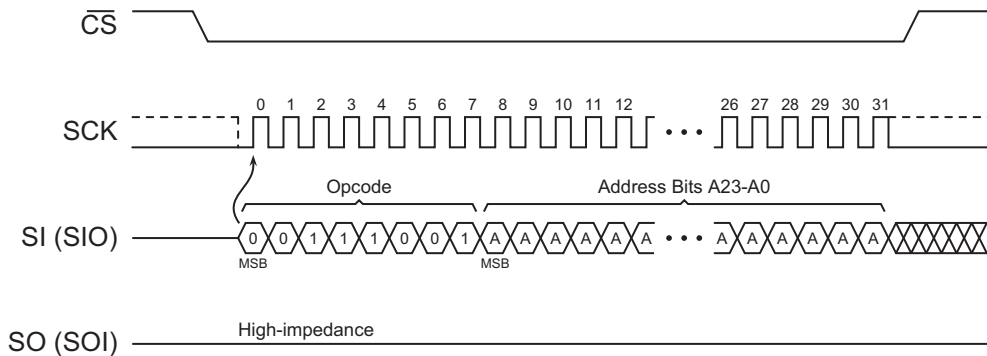 CS
0 1 2 3 4 5 6 7 8 9 10 11 12 26 27 28 29 30 31
SCK
Opcode Address Bits A23-A0
SI (SIO) 0 0 1 1 1 0 0 1 A A A A A A A A A A A A
MSB MSB
High-impedance
SO (SOI)